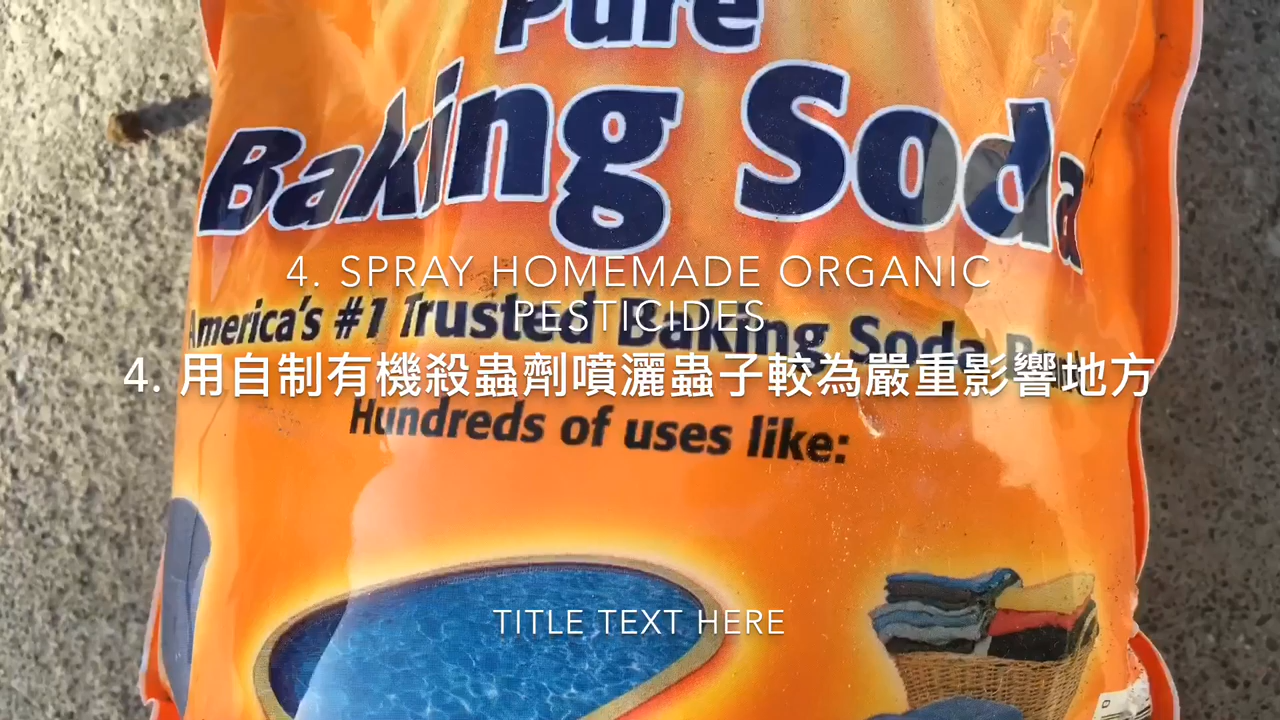 Pure
Baking Soda
4. SPRAY HOMEMADE ORGANIC
PESTICIDES
America's #1 Trusted Baking Soda
4. 用自制有機殺蟲劑噴灑蟲子較為嚴重影響地方
Hundreds of uses like:
TITLE TEXT HERE